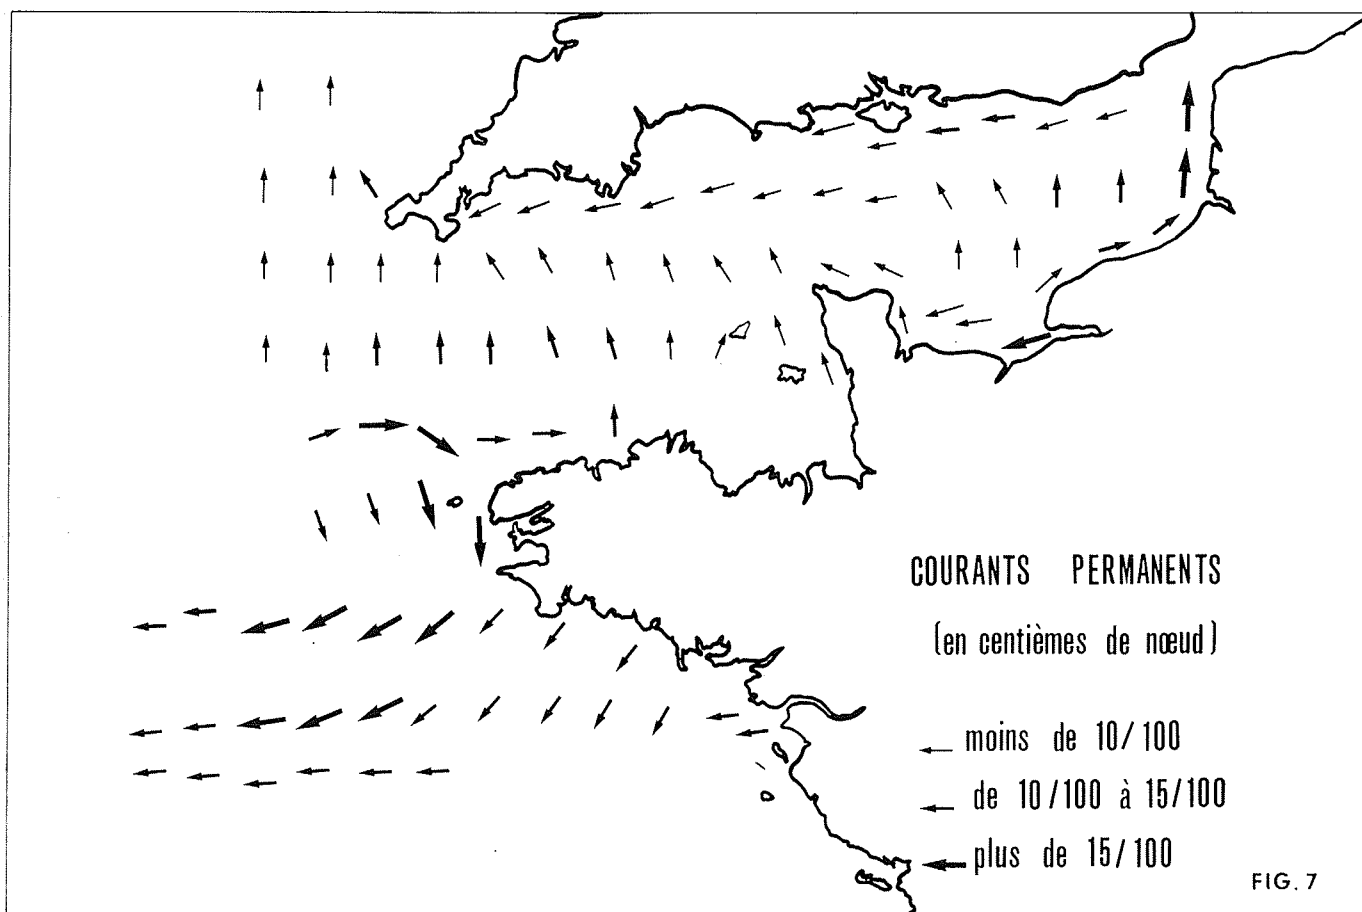 COURANTS PERMANENTS
(en centièmes de nœud)
moins de 10/100
de 10/100 à 15/100
plus de 15/100
FIG. 7